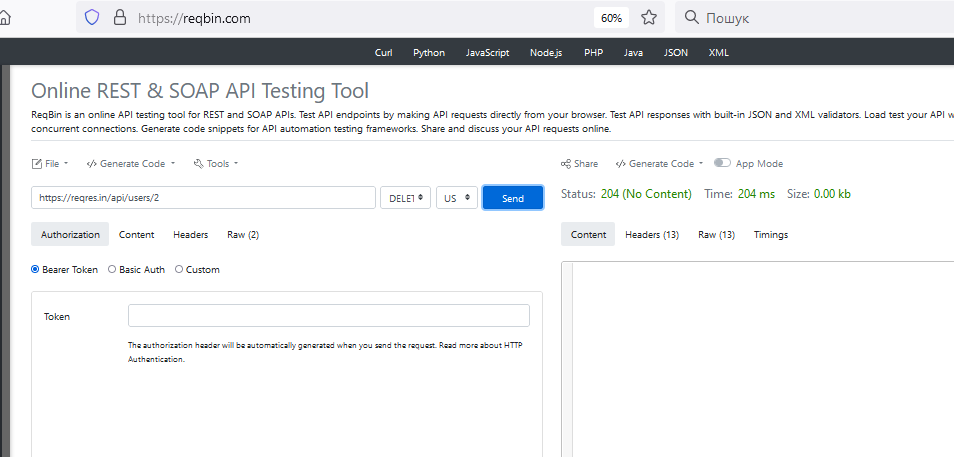 https://reqbin.com
60%
Пошук
Curl Python JavaScript Node.js PHP Java JSON XML
Online REST & SOAP API Testing Tool
ReqBin is an online API testing tool for REST and SOAP APIs. Test API endpoints by making API requests directly from your browser. Test API responses with built-in JSON and XML validators. Load test your API w
concurrent connections. Generate code snippets for API automation testing frameworks. Share and discuss your API requests online.
File Generate Code Tools
Share Generate Code App Mode
https://reqres.in/api/users/2 DELET US Send
Status: 204 (No Content) Time: 204 ms Size: 0.00 kb
Authorization Content Headers Raw (2)
Content Headers (13) Raw (13) Timings
Bearer Token Basic Auth Custom
Token
The authorization header will be automatically generated when you send the request. Read more about HTTP
Authentication.